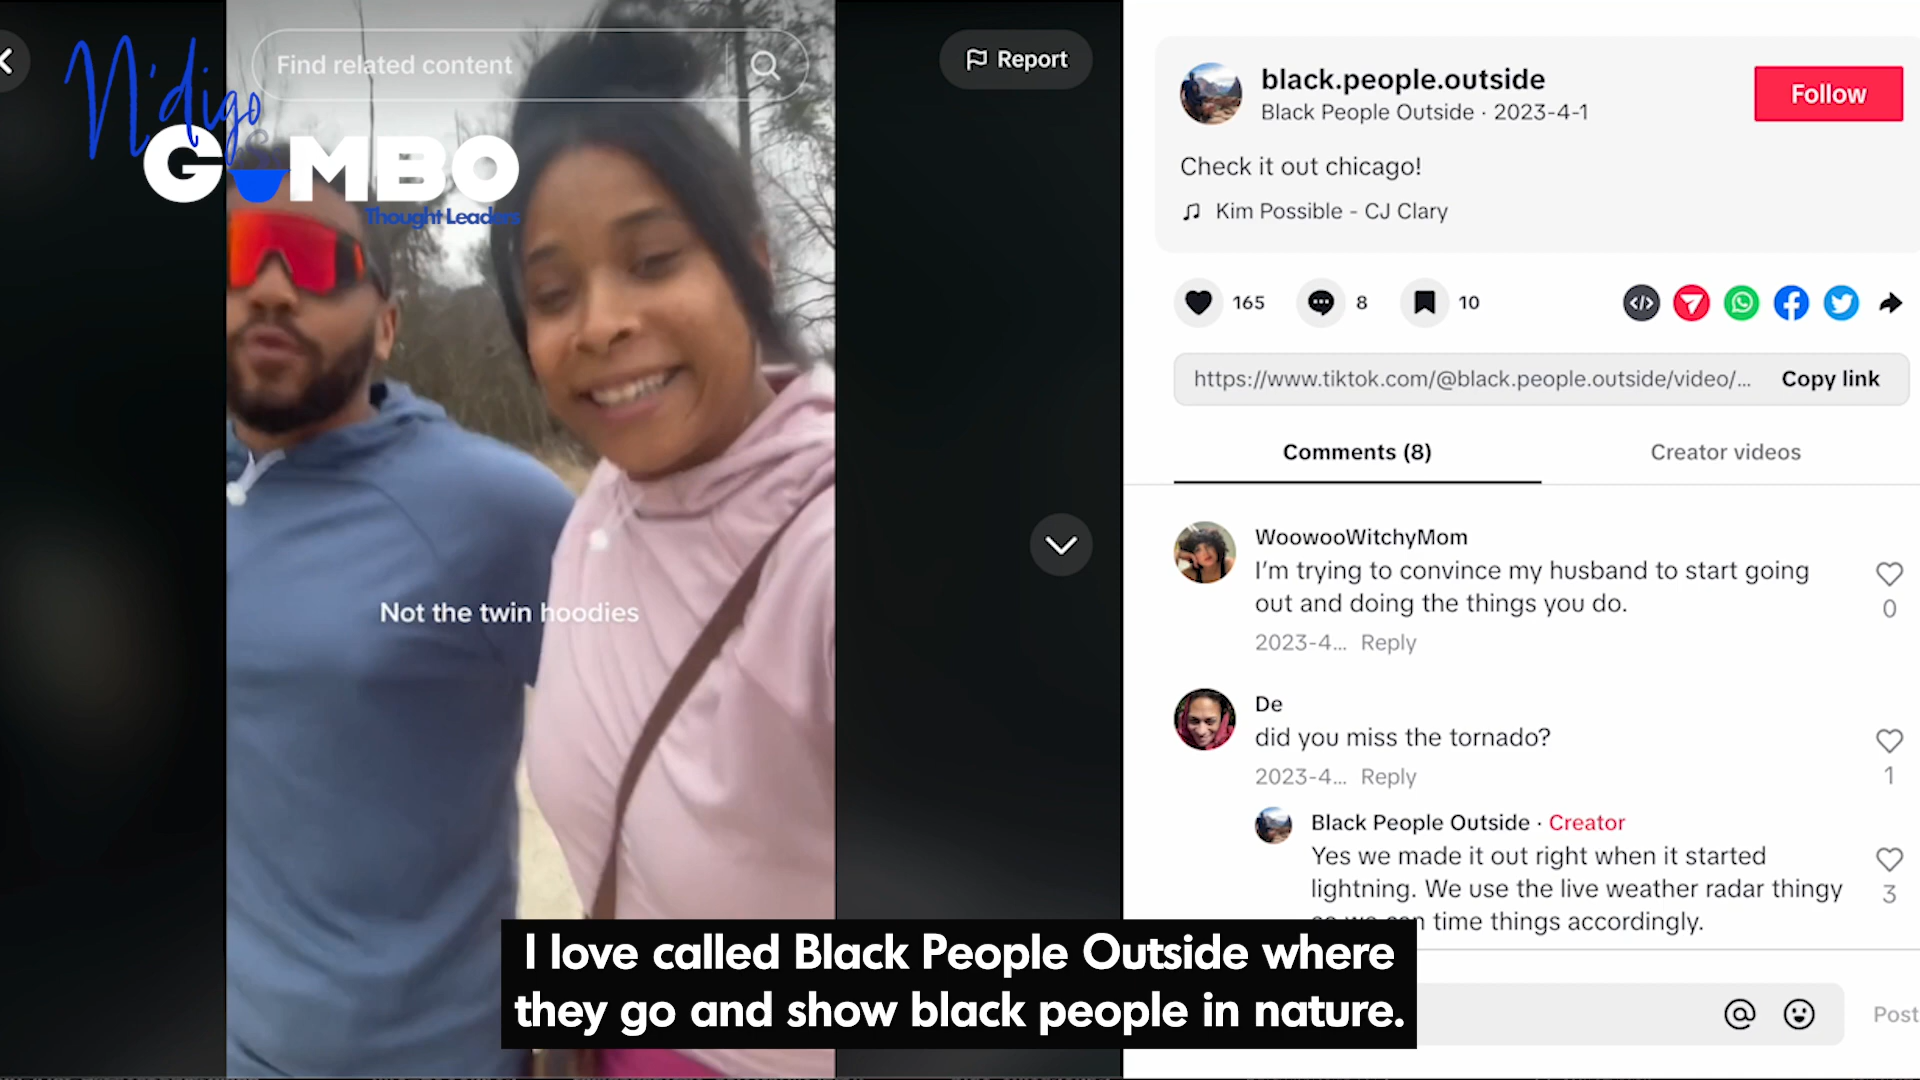 N'digo
GUMBO
Thought Leaders
Find related content
Report
Not the twin hoodies
black.people.outside
Black People Outside · 2023-4-1
Follow
Check it out chicago!
Kim Possible - CJ Clary
165
8
10
https://www.tiktok.com/@black.people.outside/video/...
Copy link
Comments (8)
Creator videos
WoowooWitchyMom
I'm trying to convince my husband to start going
out and doing the things you do.
0
2023-4... Reply
De
did you miss the tornado?
1
2023-4... Reply
Black People Outside · Creator
Yes we made it out right when it started
lightning. We use the live weather radar thingy
time things accordingly.
3
I love called Black People Outside where
they go and show black people in nature.
Post